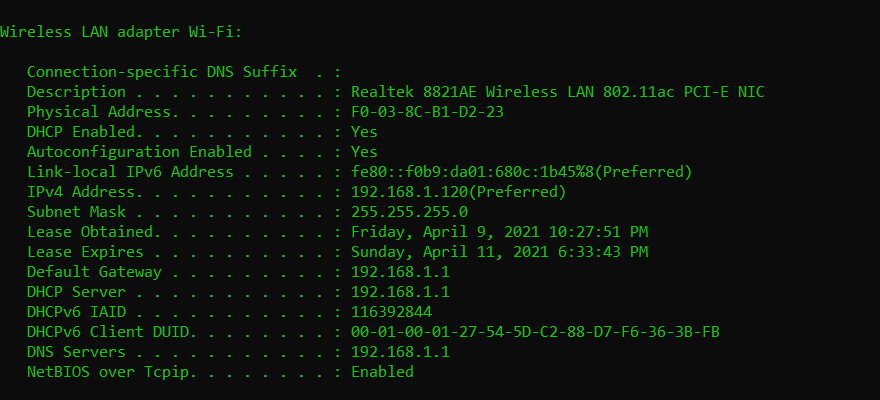 Wireless LAN adapter Wi-Fi:
Connection-specific DNS Suffix  . :
Description . . . . . . . . . . . : Realtek 8821AE Wireless LAN 802.11ac PCI-E NIC
Physical Address. . . . . . . . . : F0-03-8C-B1-D2-23
DHCP Enabled. . . . . . . . . . . : Yes
Autoconfiguration Enabled . . . . : Yes
Link-local IPv6 Address . . . . . : fe80::f0b9:da01:680c:1b45%8(Preferred)
IPv4 Address. . . . . . . . . . . : 192.168.1.120(Preferred)
Subnet Mask . . . . . . . . . . . : 255.255.255.0
Lease Obtained. . . . . . . . . . : Friday, April 9, 2021 10:27:51 PM
Lease Expires . . . . . . . . . . : Sunday, April 11, 2021 6:33:43 PM
Default Gateway . . . . . . . . . : 192.168.1.1
DHCP Server . . . . . . . . . . . : 192.168.1.1
DHCPv6 IAID . . . . . . . . . . . : 116392844
DHCPv6 Client DUID. . . . . . . . : 00-01-00-01-27-54-5D-C2-88-D7-F6-36-3B-FB
DNS Servers . . . . . . . . . . . : 192.168.1.1
NetBIOS over Tcpip. . . . . . . . : Enabled